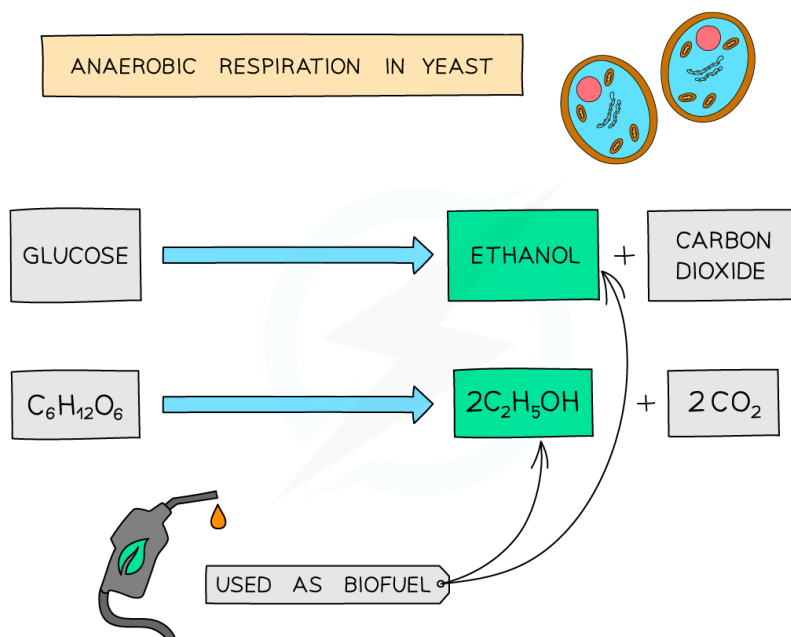 ANAEROBIC RESPIRATION IN YEAST
GLUCOSE
ETHANOL + CARBON DIOXIDE
C₆H₁₂O₆
2C₂H₅OH + 2CO₂
USED AS BIOFUEL